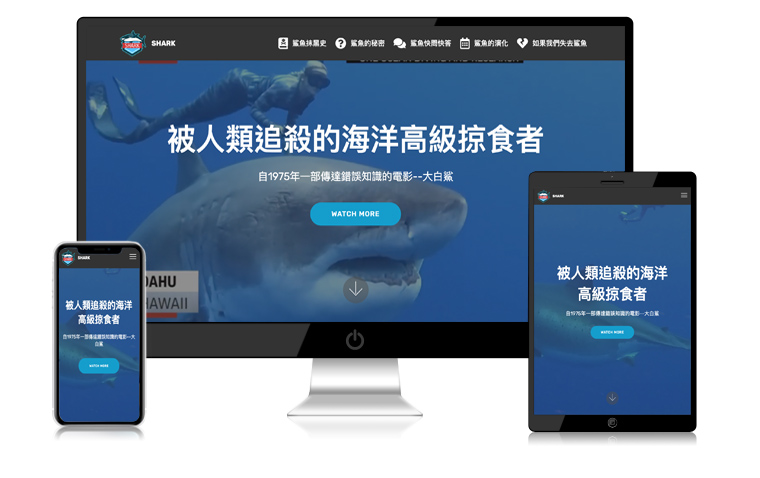 SHARK
鯊魚抹黑史
鯊魚的秘密
鯊魚快問快答
鯊魚的演化
如果我們失去鯊魚
被人類追殺的海洋高級掠食者
自1975年一部傳達錯誤知識的電影--大白鯊
WATCH MORE
OAHU
HAWAII
SHARK
被人類追殺的海洋
高級掠食者
自1975年一部傳達錯誤知識的電影--大
白鯊
WATCH MORE
SHARK
被人類追殺的海洋
高級掠食者
自1975年一部傳達錯誤知識的電影--大白鯊
WATCH MORE